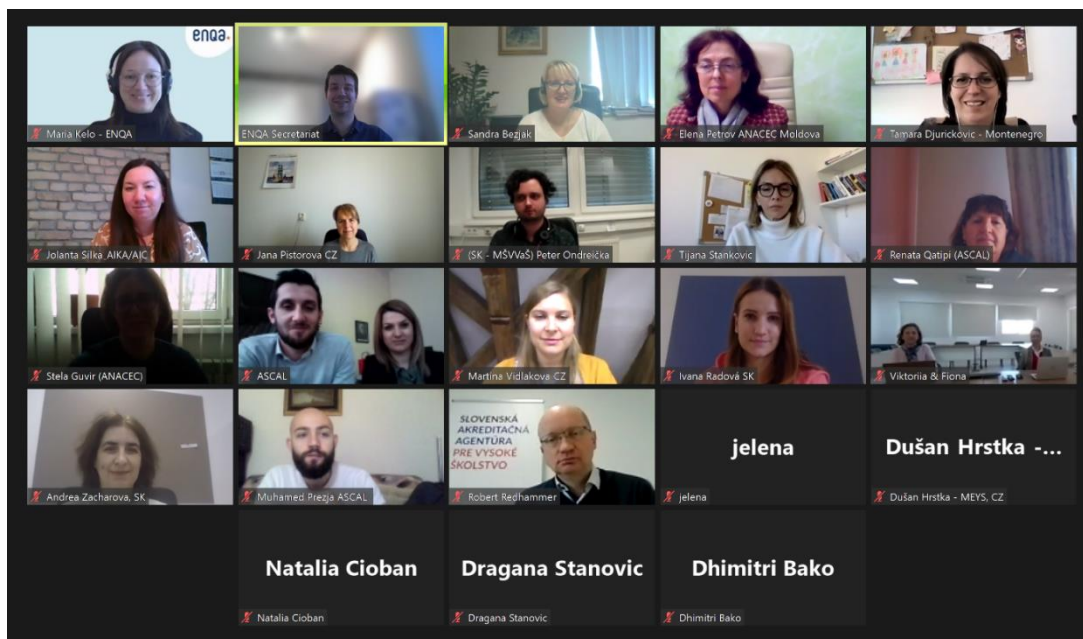 enqa.
Maria Kelo - ENQA
ENQA Secretariat
Sandra Bezjak
Elena Petrov ANACEC Moldova
Tamara Djurickovic - Montenegro
Jolanta Silka, AIKA/AIC
Jana Pistorova CZ
(SK - MŠVVaŠ) Peter Ondreička
Tijana Stankovic
Renata Qatipi (ASCAL)
Stela Guvir (ANACEC)
ASCAL
Martina Vidlakova CZ
Ivana Radová SK
Viktoriia & Fiona
Andrea Zacharova, SK
Muhamed Prezja ASCAL
SLOVENSKÁ
AKREDITAČNÁ
AGENTÚRA
PRE VYSOKÉ
ŠKOLSTVO
Robert Redhammer
jelena
jelena
Dušan Hrstka -...
Dušan Hrstka - MEYS, CZ
Natalia Cioban
Natalia Cioban
Dragana Stanovic
Dragana Stanovic
Dhimitri Bako
Dhimitri Bako